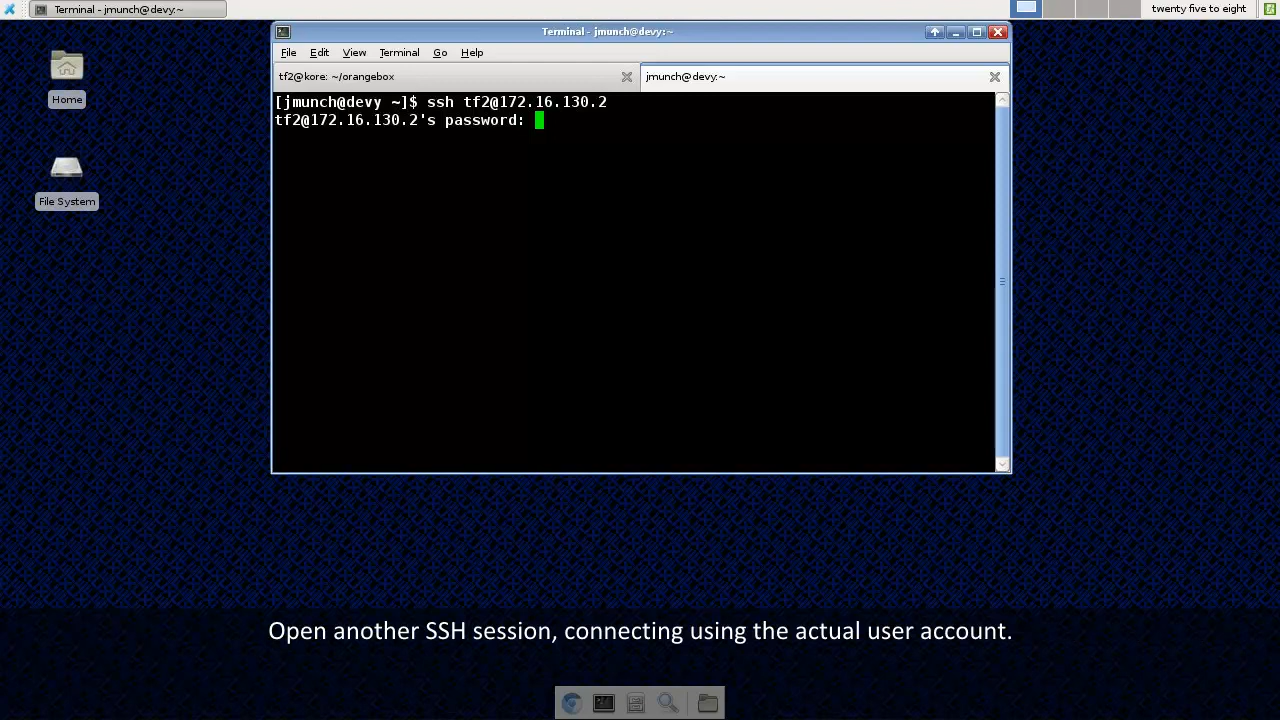 Terminal - jmunch@devy:~
twenty five to eight
Terminal - jmunch@devy:~
File Edit View Terminal Go Help
tf2@kore: ~/orangebox
jmunch@devy:~
[jmunch@devy ~]$ ssh tf2@172.16.130.2
tf2@172.16.130.2's password:
Home
File System
Open another SSH session, connecting using the actual user account.